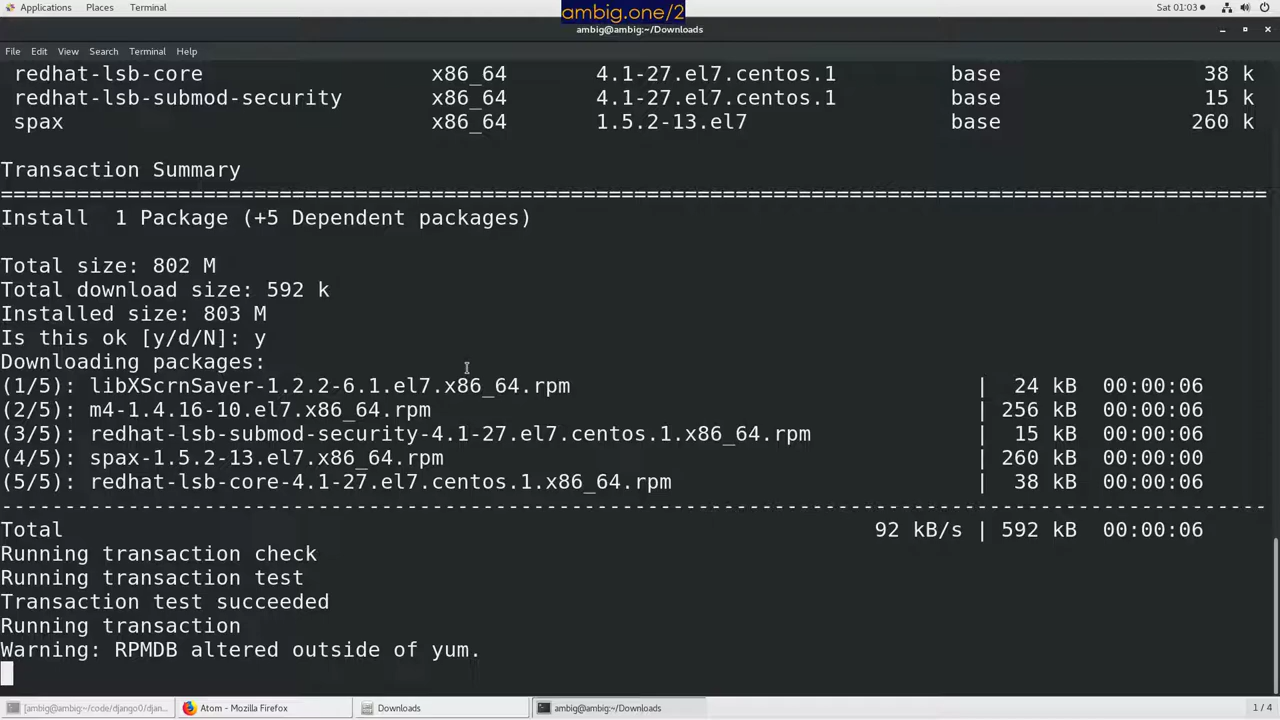 Applications Places Terminal Sat 01:03
ambig.one/2
ambig@ambig:~/Downloads
File Edit View Search Terminal Help
redhat-lsb-core x86_64 4.1-27.el7.centos.1 base 38 k
redhat-lsb-submod-security x86_64 4.1-27.el7.centos.1 base 15 k
spax x86_64 1.5.2-13.el7 base 260 k
Transaction Summary
================================================================================
Install 1 Package (+5 Dependent packages)
Total size: 802 M
Total download size: 592 k
Installed size: 803 M
Is this ok [y/d/N]: y
Downloading packages:
(1/5): libXScrnSaver-1.2.2-6.1.el7.x86_64.rpm | 24 kB 00:00:06
(2/5): m4-1.4.16-10.el7.x86_64.rpm | 256 kB 00:00:06
(3/5): redhat-lsb-submod-security-4.1-27.el7.centos.1.x86_64.rpm | 15 kB 00:00:06
(4/5): spax-1.5.2-13.el7.x86_64.rpm | 260 kB 00:00:00
(5/5): redhat-lsb-core-4.1-27.el7.centos.1.x86_64.rpm | 38 kB 00:00:06
--------------------------------------------------------------------------------
Total 92 kB/s | 592 kB 00:00:06
Running transaction check
Running transaction test
Transaction test succeeded
Running transaction
Warning: RPMDB altered outside of yum.
[ambig@ambig:~/code/django0/djan... Atom - Mozilla Firefox Downloads ambig@ambig:~/Downloads 1 / 4